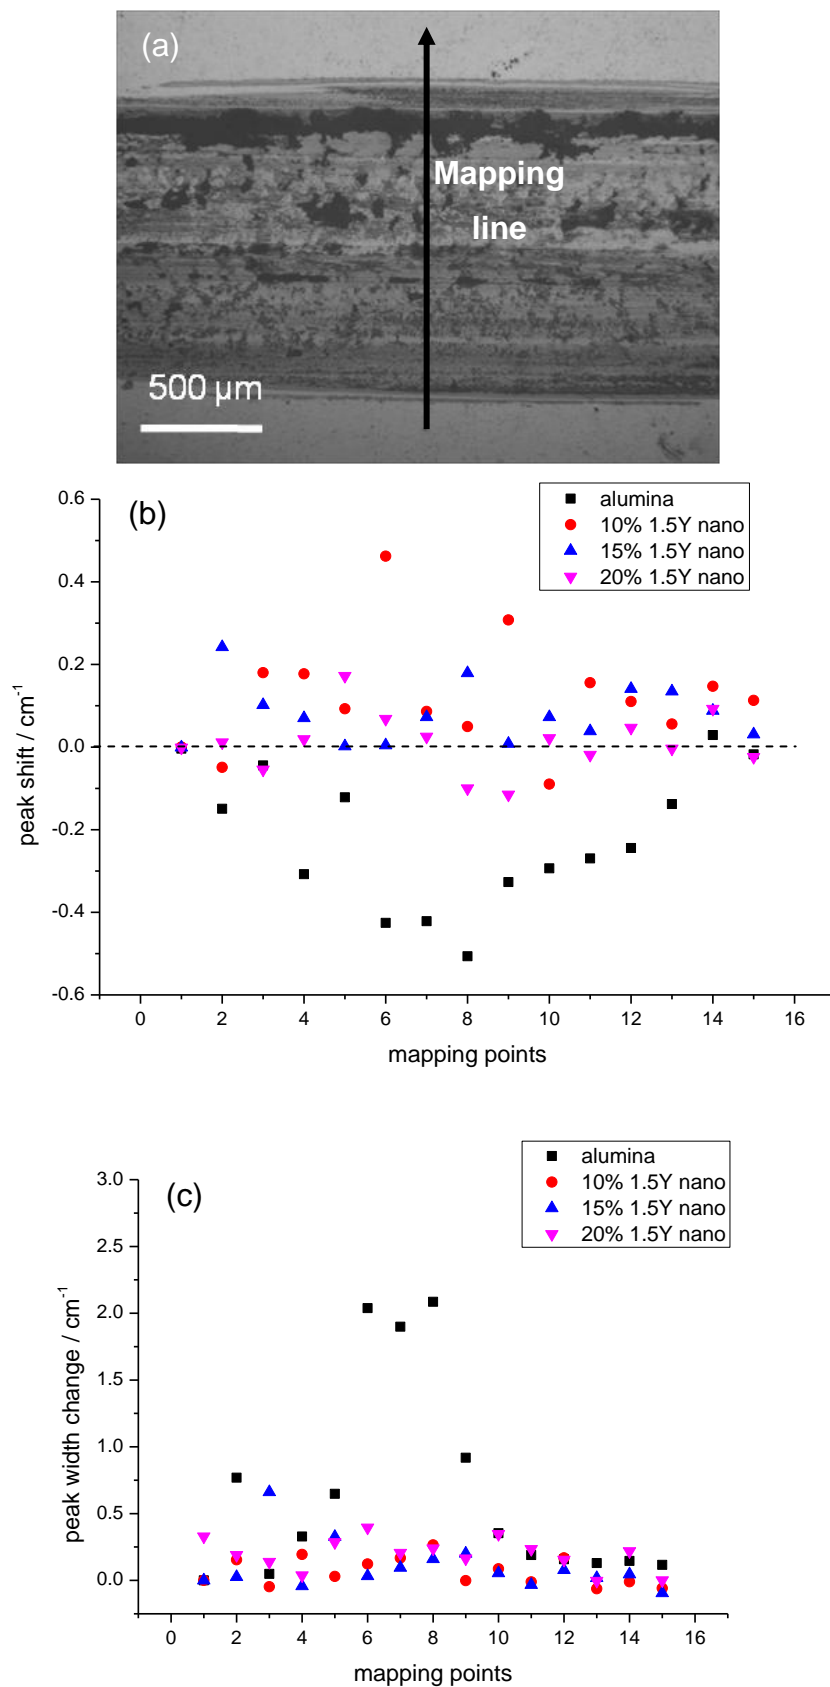 (a)
Mapping
line
500 µm
(b)
alumina
10% 1.5Y nano
15% 1.5Y nano
20% 1.5Y nano
0.6
0.4
0.2
0.0
-0.2
-0.4
-0.6
peak shift / cm⁻¹
0 2 4 6 8 10 12 14 16
mapping points
(c)
alumina
10% 1.5Y nano
15% 1.5Y nano
20% 1.5Y nano
3.0
2.5
2.0
1.5
1.0
0.5
0.0
peak width change / cm⁻¹
0 2 4 6 8 10 12 14 16
mapping points